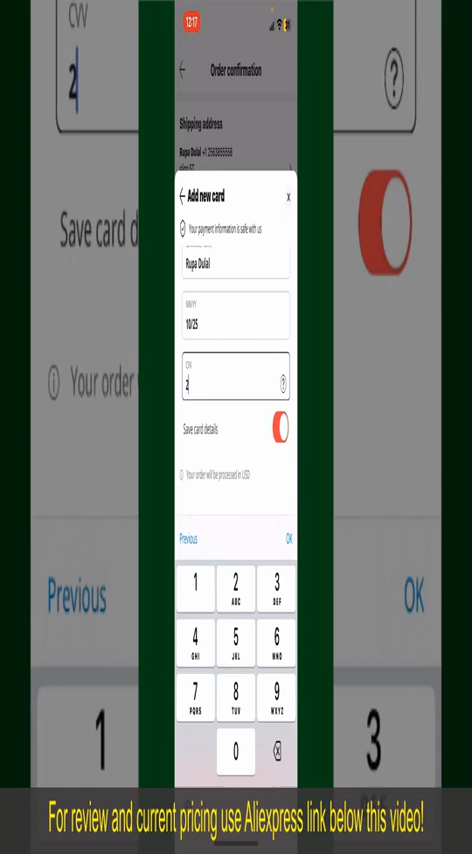 CVV
2
Save card d
Your order
Previous
OK
1
3
12:17
Order confirmation
Shipping address
Rupa Dulal
Add new card
Your payment information is safe with us
Rupa Dulal
MM/YY
10/25
CVV
2
?
Save card details
Your order will be processed in USD
Previous
OK
1
2
ABC
3
DEF
4
GHI
5
JKL
6
MNO
7
PQRS
8
TUV
9
WXYZ
0
For review and current pricing use Aliexpress link below this video!